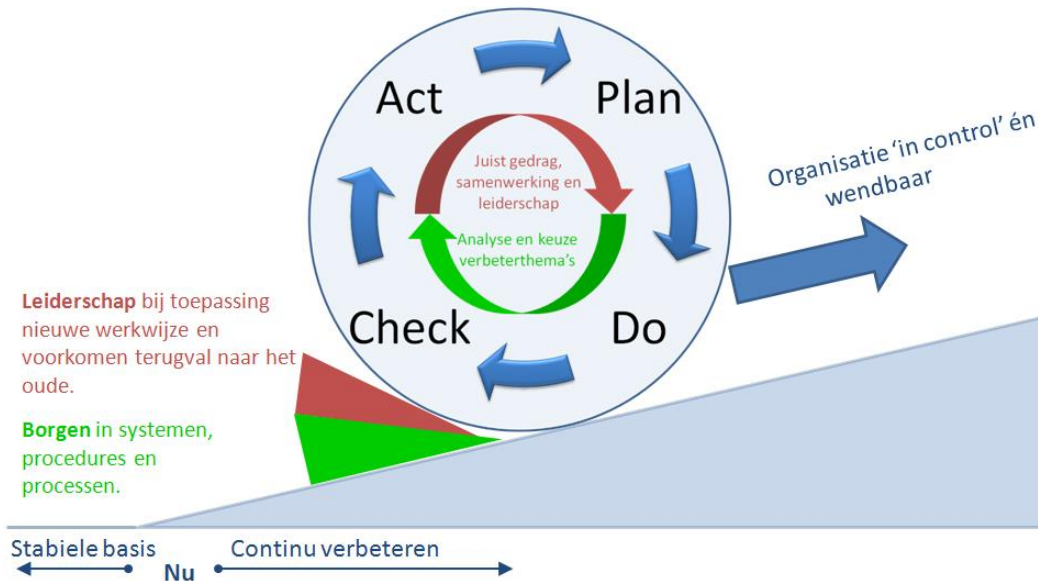 Act
Plan
Juist gedrag,
samenwerking en
leiderschap
Analyse en keuze
verbeterthema's
Check
Do
Organisatie 'in control' én
wendbaar
Leiderschap bij toepassing
nieuwe werkwijze en
voorkomen terugval naar het
oude.
Borgen in systemen,
procedures en
processen.
Stabiele basis
Nu
Continu verbeteren